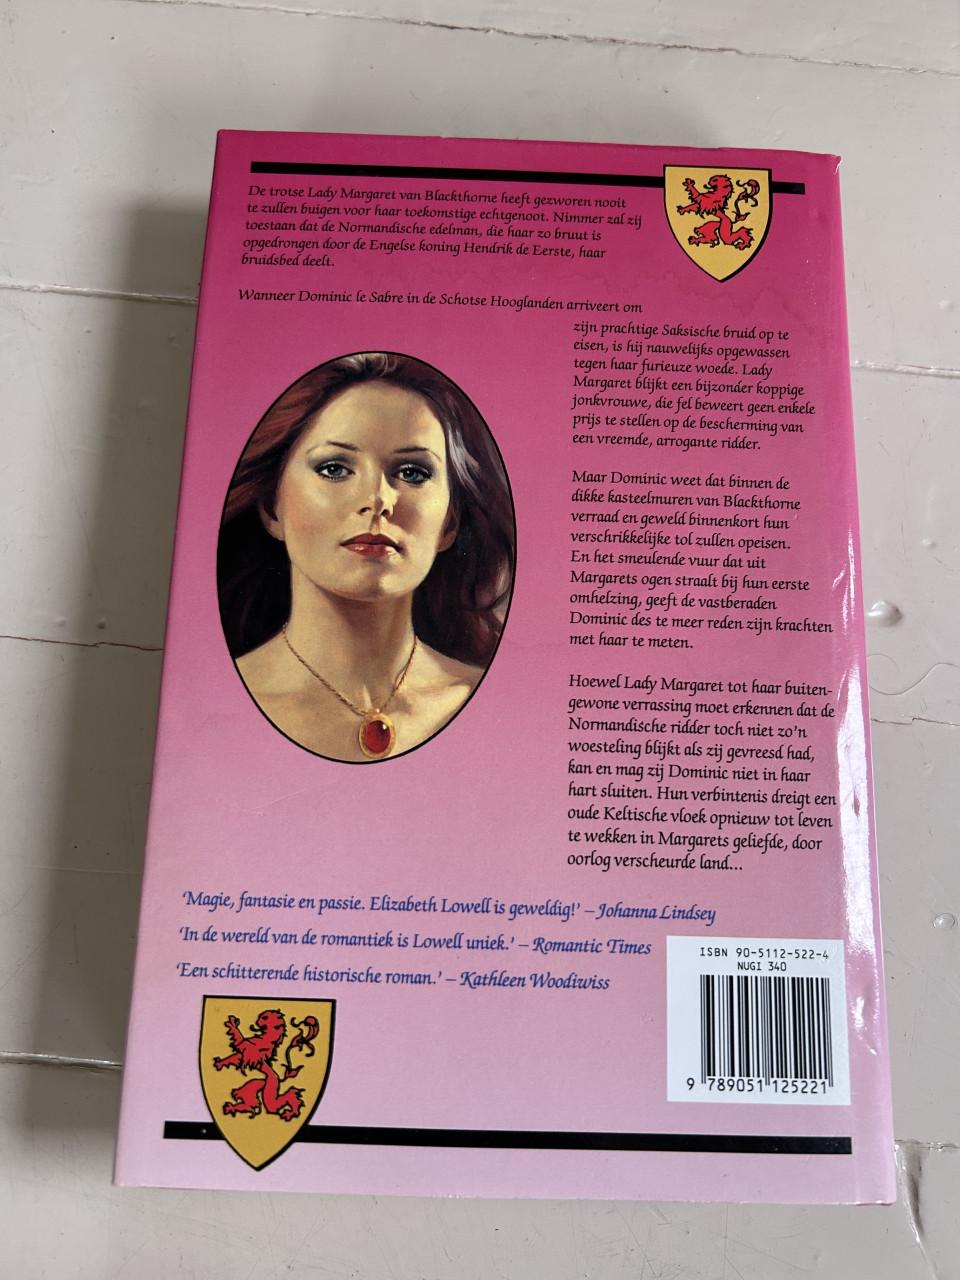 De trotse Lady Margaret van Blackthorne heeft gezworen nooit
te zullen buigen voor haar toekomstige echtgenoot. Nimmer zal zij
toestaan dat de Normandische edelman, die haar zo bruut is
opgedrongen door de Engelse koning Hendrik de Eerste, haar
bruidsbed deelt.
Wanneer Dominic le Sabre in de Schotse Hooglanden arriveert om
zijn prachtige Saksische bruid op te
eisen, is hij nauwelijks opgewassen
tegen haar furieuze woede. Lady
Margaret blijkt een bijzonder koppige
jonkvrouwe, die fel beweert geen enkele
prijs te stellen op de bescherming van
een vreemde, arrogante ridder.
Maar Dominic weet dat binnen de
dikke kasteelmuren van Blackthorne
verraad en geweld binnenkort hun
verschrikkelijke tol zullen opeisen.
En het smeulende vuur dat uit
Margarets ogen straalt bij hun eerste
omhelzing, geeft de vastberaden
Dominic des te meer reden zijn krachten
met haar te meten.
Hoewel Lady Margaret tot haar buiten-
gewone verrassing moet erkennen dat de
Normandische ridder toch niet zo'n
woesteling blijkt als zij gevreesd had,
kan en mag zij Dominic niet in haar
hart sluiten. Hun verbintenis dreigt een
oude Keltische vloek opnieuw tot leven
te wekken in Margarets geliefde, door
oorlog verscheurde land...
'Magie, fantasie en passie. Elizabeth Lowell is geweldig!' – Johanna Lindsey
'In de wereld van de romantiek is Lowell uniek.' – Romantic Times
'Een schitterende historische roman.' – Kathleen Woodiwiss
ISBN 90-5112-522-4
NUGI 340
9 789051 125221